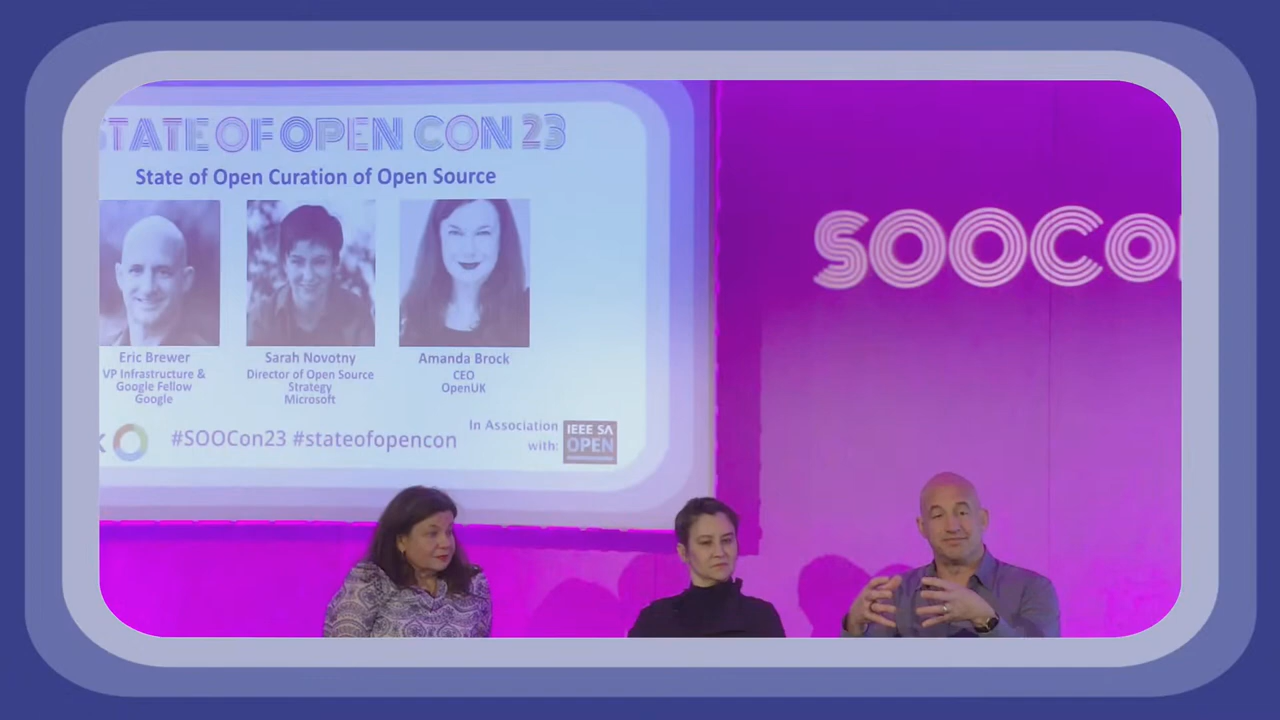 STATE OF OPEN CON 23
State of Open Curation of Open Source
Eric Brewer
VP Infrastructure &
Google Fellow
Google
Sarah Novotny
Director of Open Source
Strategy
Microsoft
Amanda Brock
CEO
OpenUK
#SOOCon23 #stateofopencon
In Association
with:
IEEE SA
OPEN
SOOCo